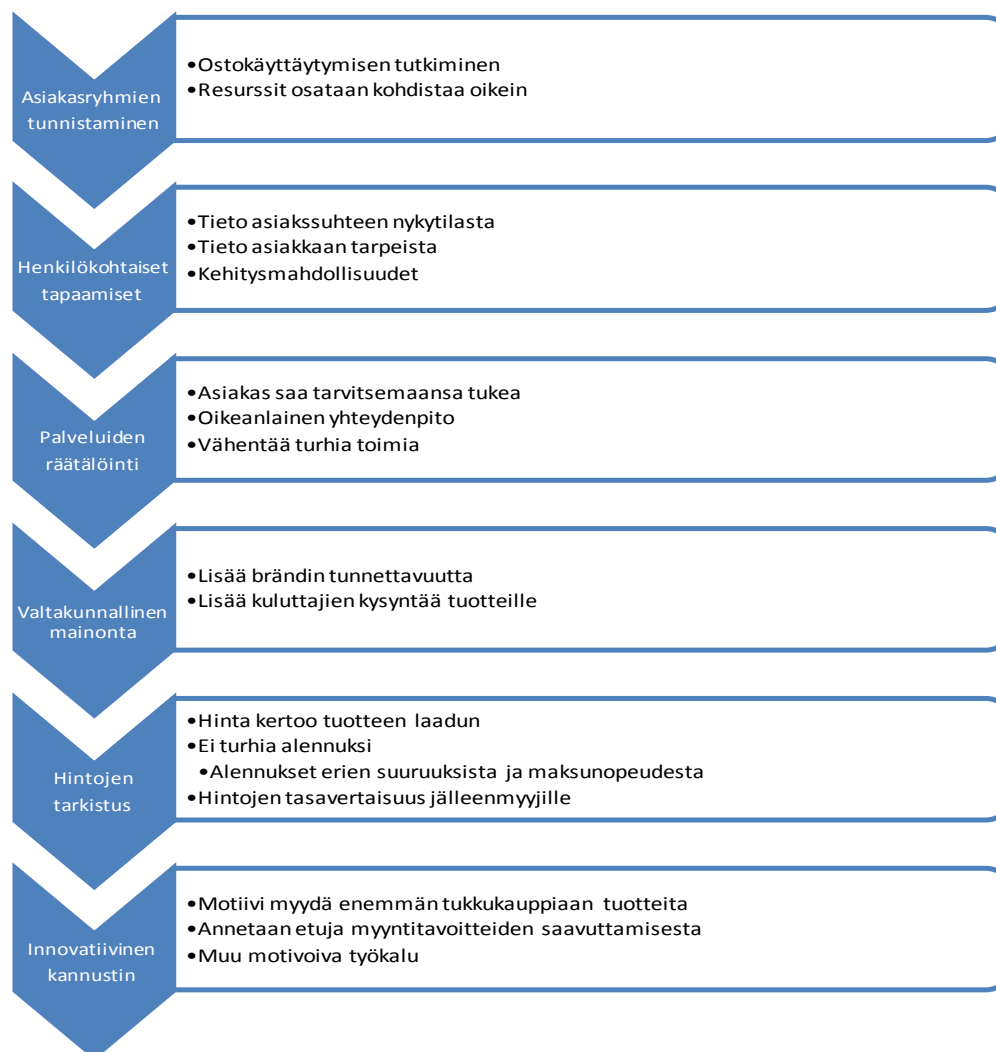 Asiakasryhmien
tunnistaminen
•Ostokäyttäytymisen tutkiminen
•Resurssit osataan kohdistaa oikein
Henkilökohtaiset
tapaamiset
•Tieto asiakssuhteen nykytilasta
•Tieto asiakkaan tarpeista
•Kehitysmahdollisuudet
Palveluiden
räätälöinti
•Asiakas saa tarvitsemaansa tukea
•Oikeanlainen yhteydenpito
•Vähentää turhia toimia
Valtakunnallinen
mainonta
•Lisää brändin tunnettavuutta
•Lisää kuluttajien kysyntää tuotteille
Hintojen
tarkistus
•Hinta kertoo tuotteen laadun
•Ei turhia alennuksi
•Alennukset erien suuruuksista ja maksunopeudesta
•Hintojen tasavertaisuus jälleenmyyjille
Innovatiivinen
kannustin
•Motiivi myydä enemmän tukkukauppiaan tuotteita
•Annetaan etuja myyntitavoitteiden saavuttamisesta
•Muu motivoiva työkalu